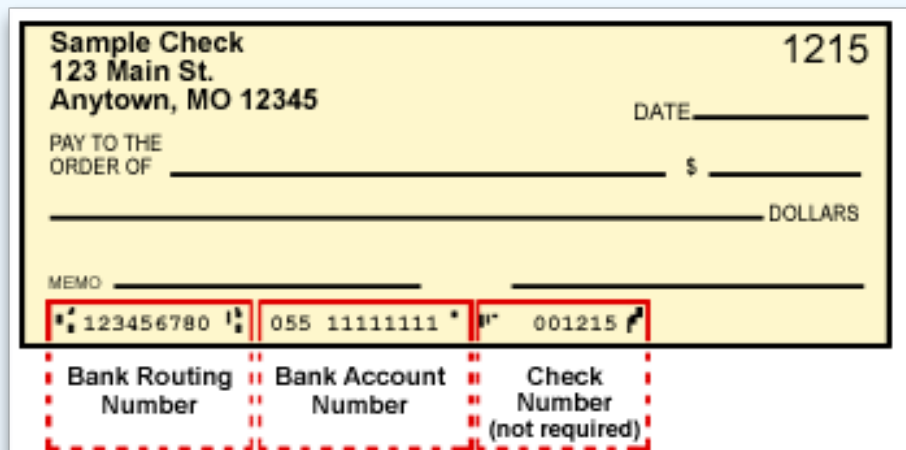 Sample Check
1215
123 Main St.
Anytown, MO 12345
DATE
PAY TO THE
ORDER OF
$
DOLLARS
MEMO
123456780
055 11111111
001215
Bank Routing
Number
Bank Account
Number
Check
Number
(not required)